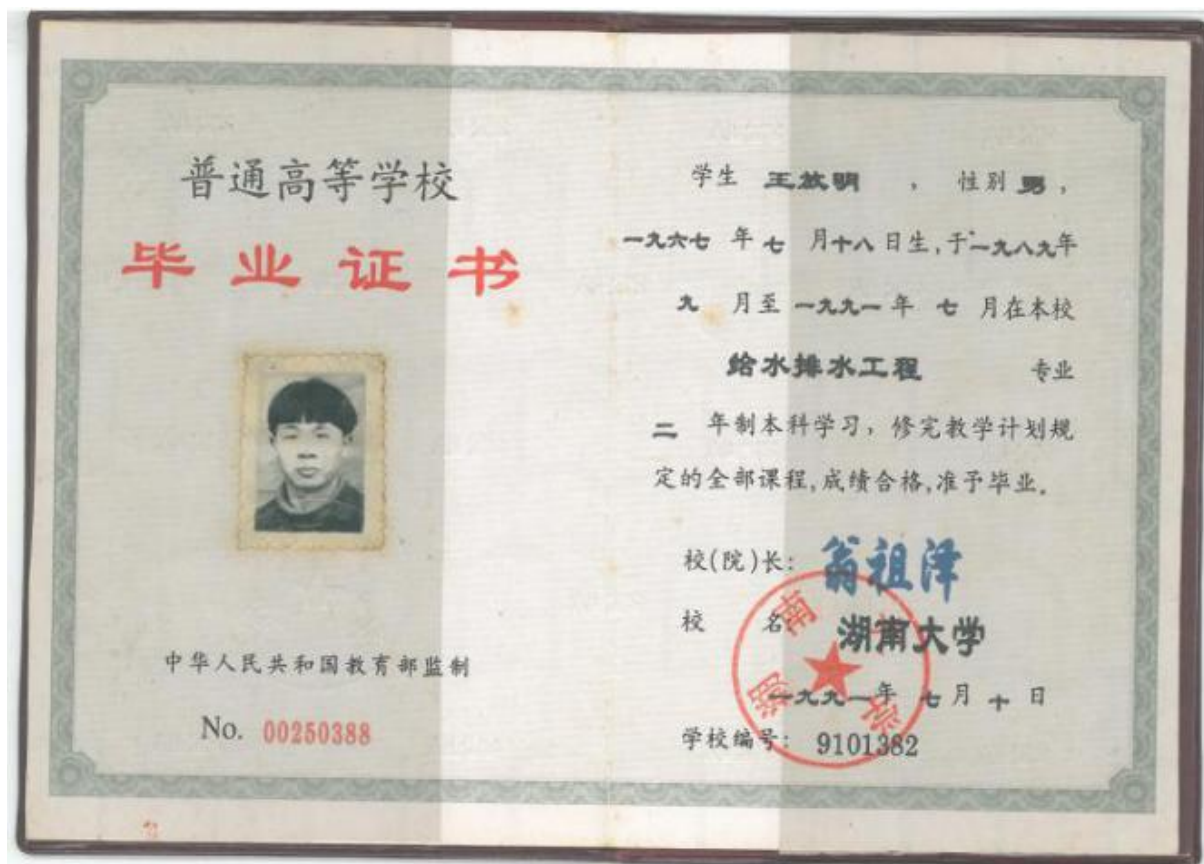 普通高等学校
毕业证书
中华人民共和国教育部监制
No. 00250388
学生 王放明 , 性别 男,
一九六七 年 七 月十八日生,于一九八九年
九 月至 一九九一 年 七 月在本校
给水排水工程 专业
二 年制本科学习, 修完教学计划规
定的全部课程,成绩合格,准予毕业.
校(院)长: 翁祖泽
校 名: 湖南大学
一九九一年 七月 十 日
学校编号: 9101382
湖南大学